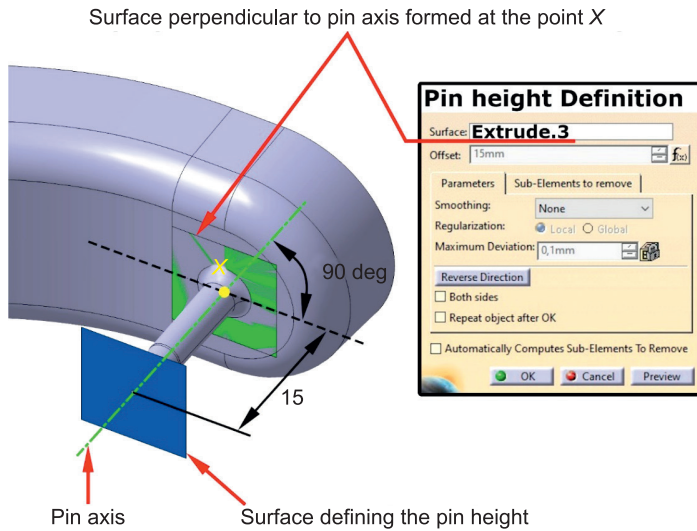 Surface perpendicular to pin axis formed at the point X
Pin height Definition
Surface: Extrude.3
Offset: 15mm
f(x)
Parameters
Sub-Elements to remove
Smoothing: None
Regularization: Local Global
Maximum Deviation: 0,1mm
Reverse Direction
Both sides
Repeat object after OK
Automatically Computes Sub-Elements To Remove
OK Cancel Preview
X
90 deg
15
Pin axis
Surface defining the pin height